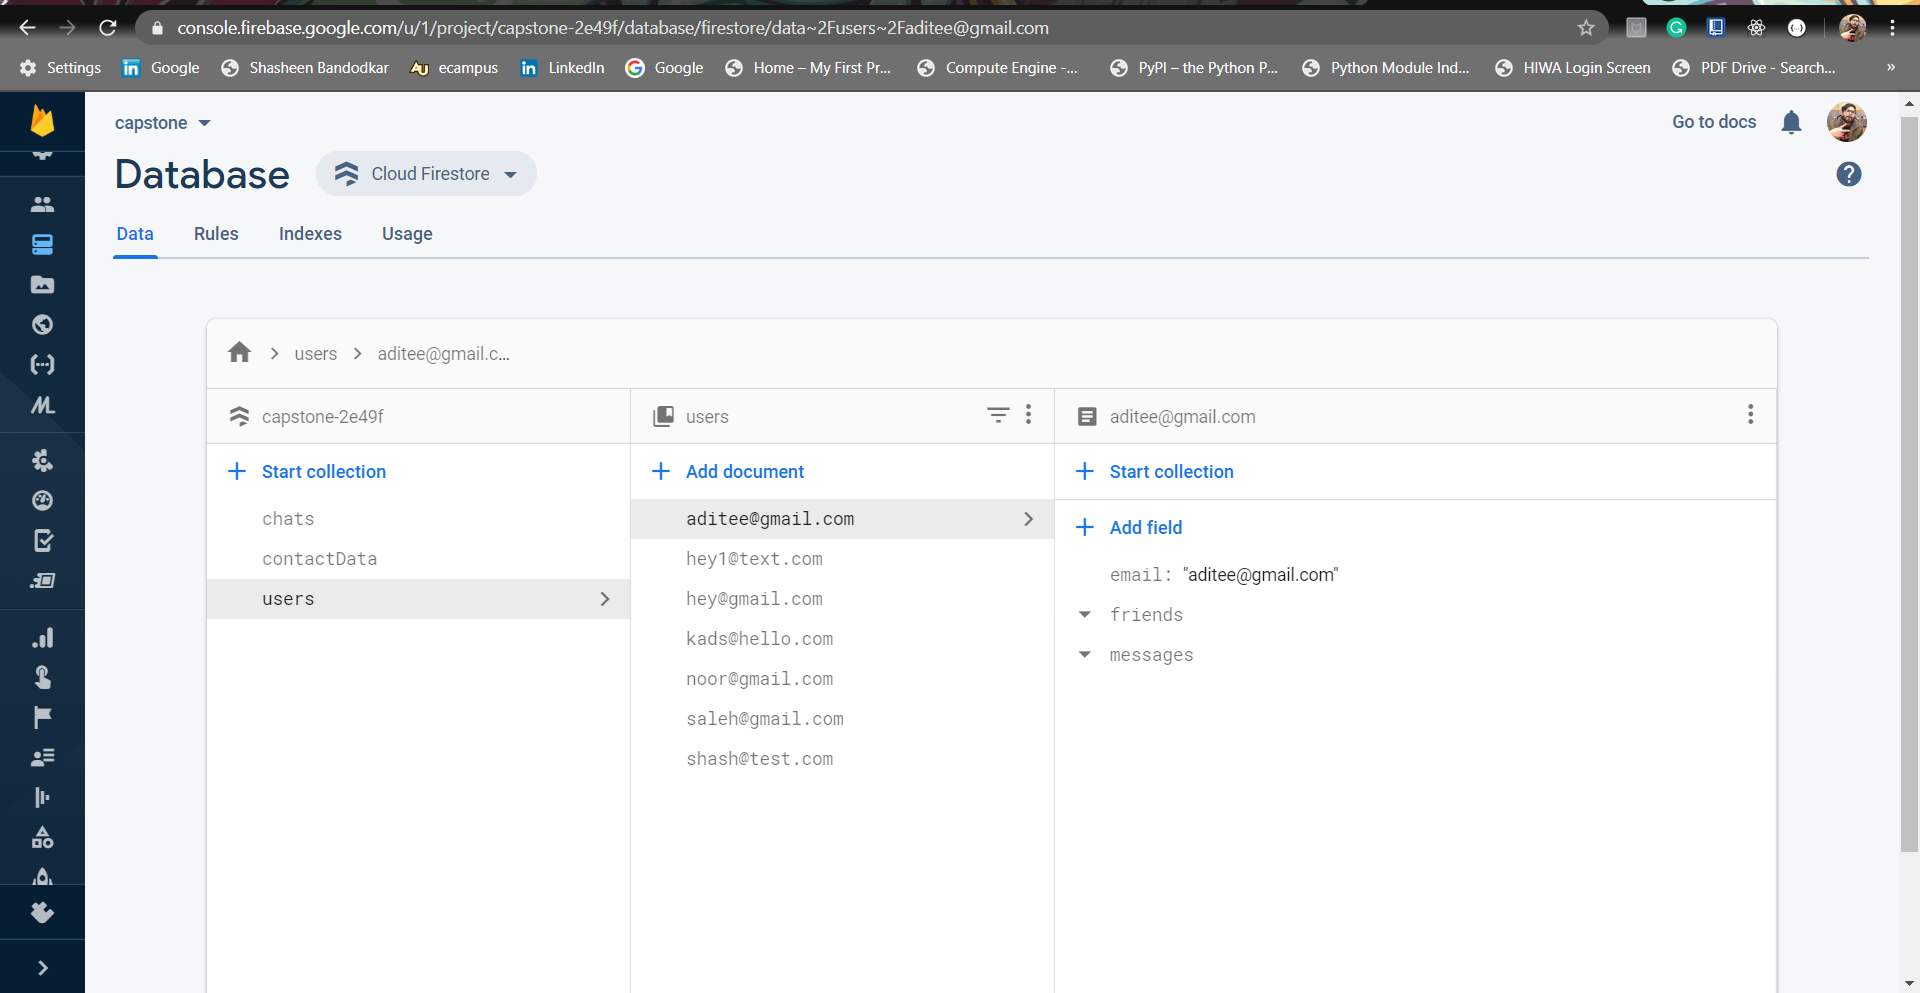 console.firebase.google.com/u/1/project/capstone-2e49f/database/firestore/data~2Fusers~2Faditee@gmail.com
Settings Google Shasheen Bandodkar ecampus LinkedIn Google Home – My First Pr... Compute Engine -... PyPI – the Python P... Python Module Ind... HIWA Login Screen PDF Drive - Search... »
capstone
Go to docs
Database
Cloud Firestore
Data Rules Indexes Usage
users aditee@gmail.c...
capstone-2e49f
Start collection
chats
contactData
users
users
Add document
aditee@gmail.com
hey1@text.com
hey@gmail.com
kads@hello.com
noor@gmail.com
saleh@gmail.com
shash@test.com
aditee@gmail.com
Start collection
Add field
email: "aditee@gmail.com"
friends
messages